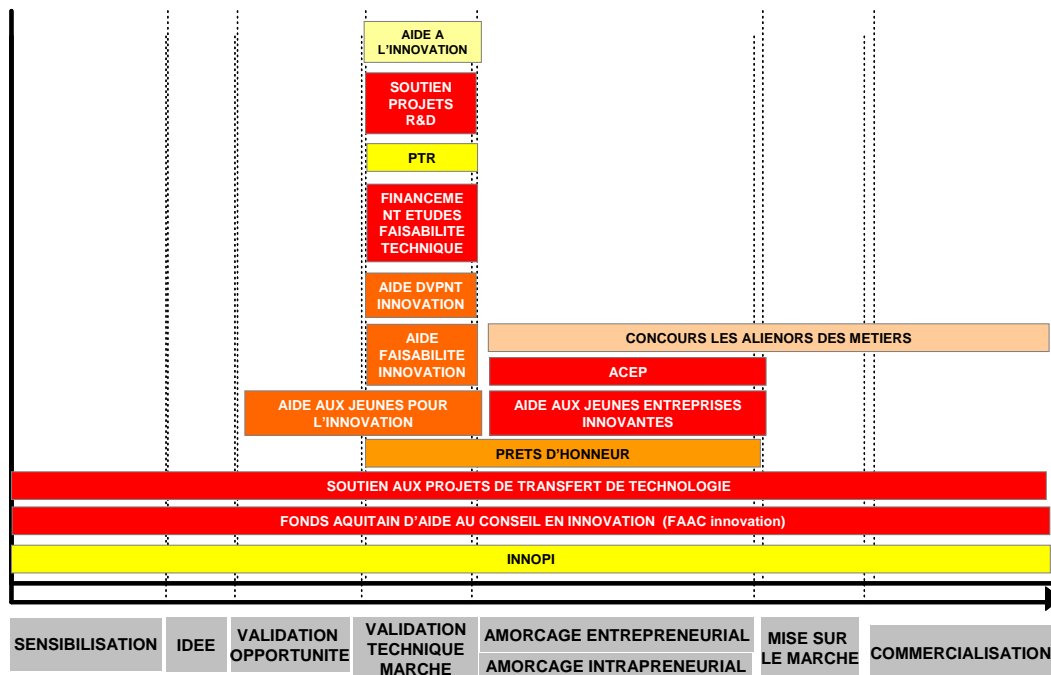 AIDE A
L'INNOVATION
SOUTIEN
PROJETS
R&D
PTR
FINANCEME
NT ETUDES
FAISABILITE
TECHNIQUE
AIDE DVPNT
INNOVATION
AIDE
FAISABILITE
INNOVATION
CONCOURS LES ALIENORS DES METIERS
ACEP
AIDE AUX JEUNES POUR
L'INNOVATION
AIDE AUX JEUNES ENTREPRISES
INNOVANTES
PRETS D'HONNEUR
SOUTIEN AUX PROJETS DE TRANSFERT DE TECHNOLOGIE
FONDS AQUITAIN D'AIDE AU CONSEIL EN INNOVATION (FAAC innovation)
INNOPI
SENSIBILISATION
IDEE
VALIDATION
OPPORTUNITE
VALIDATION
TECHNIQUE
MARCHE
AMORCAGE ENTREPRENEURIAL
AMORCAGE INTRAPRENEURIAL
MISE SUR
LE MARCHE
COMMERCIALISATION